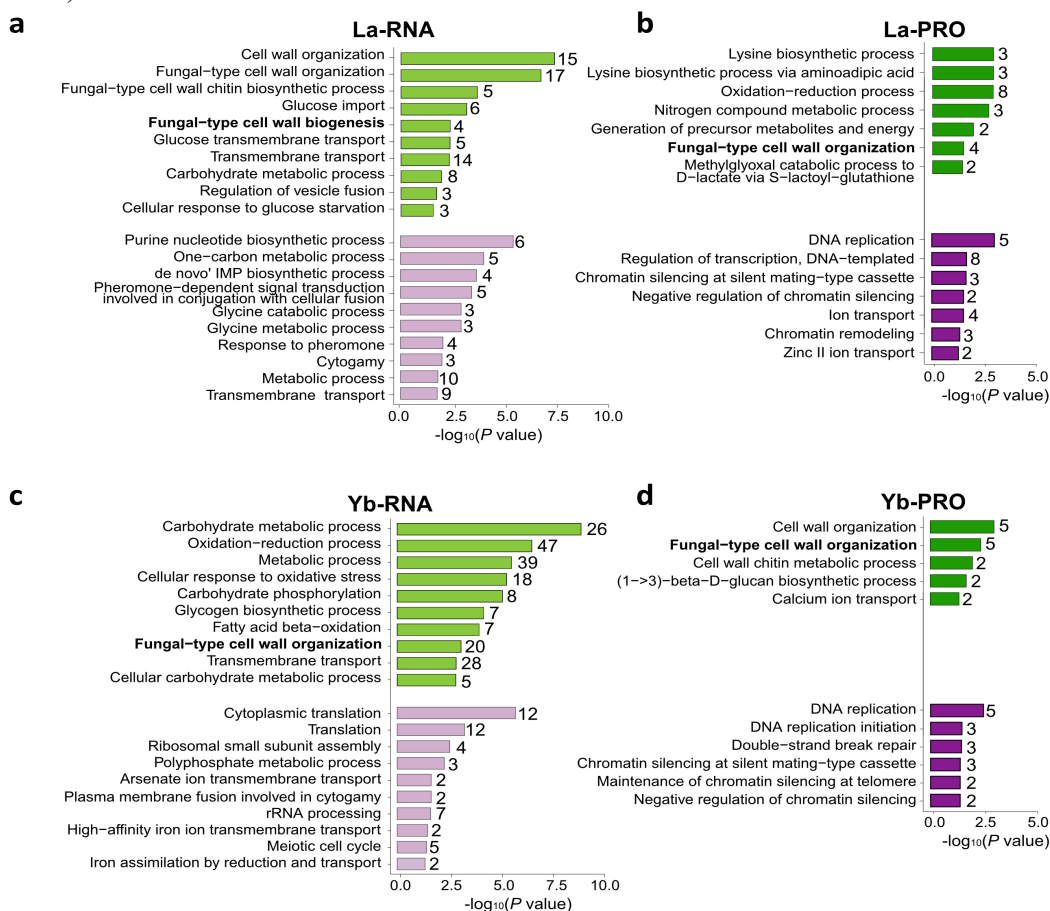 a
La-RNA
Cell wall organization 15
Fungal−type cell wall organization 17
Fungal−type cell wall chitin biosynthetic process 5
Glucose import 6
Fungal−type cell wall biogenesis 4
Glucose transmembrane transport 5
Transmembrane transport 14
Carbohydrate metabolic process 8
Regulation of vesicle fusion 3
Cellular response to glucose starvation 3
Purine nucleotide biosynthetic process 6
One−carbon metabolic process 5
de novo' IMP biosynthetic process 4
Pheromone−dependent signal transduction
involved in conjugation with cellular fusion 5
Glycine catabolic process 3
Glycine metabolic process 3
Response to pheromone 4
Cytogamy 3
Metabolic process 10
Transmembrane transport 9
0.0 2.5 5.0 7.5 10.0
-log10(P value)
b
La-PRO
Lysine biosynthetic process 3
Lysine biosynthetic process via aminoadipic acid 3
Oxidation−reduction process 8
Nitrogen compound metabolic process 3
Generation of precursor metabolites and energy 2
Fungal−type cell wall organization 4
Methylglyoxal catabolic process to
D−lactate via S−lactoyl−glutathione 2
DNA replication 5
Regulation of transcription, DNA−templated 8
Chromatin silencing at silent mating−type cassette 3
Negative regulation of chromatin silencing 2
Ion transport 4
Chromatin remodeling 3
Zinc II ion transport 2
0.0 2.5 5.0
-log10(P value)
c
Yb-RNA
Carbohydrate metabolic process 26
Oxidation−reduction process 47
Metabolic process 39
Cellular response to oxidative stress 18
Carbohydrate phosphorylation 8
Glycogen biosynthetic process 7
Fatty acid beta−oxidation 7
Fungal−type cell wall organization 20
Transmembrane transport 28
Cellular carbohydrate metabolic process 5
Cytoplasmic translation 12
Translation 12
Ribosomal small subunit assembly 4
Polyphosphate metabolic process 3
Arsenate ion transmembrane transport 2
Plasma membrane fusion involved in cytogamy 2
rRNA processing 7
High−affinity iron ion transmembrane transport 2
Meiotic cell cycle 5
Iron assimilation by reduction and transport 2
0.0 2.5 5.0 7.5 10.0
-log10(P value)
d
Yb-PRO
Cell wall organization 5
Fungal−type cell wall organization 5
Cell wall chitin metabolic process 2
(1−>3)−beta−D−glucan biosynthetic process 2
Calcium ion transport 2
DNA replication 5
DNA replication initiation 3
Double−strand break repair 3
Chromatin silencing at silent mating−type cassette 3
Maintenance of chromatin silencing at telomere 2
Negative regulation of chromatin silencing 2
0.0 2.5 5.0
-log10(P value)